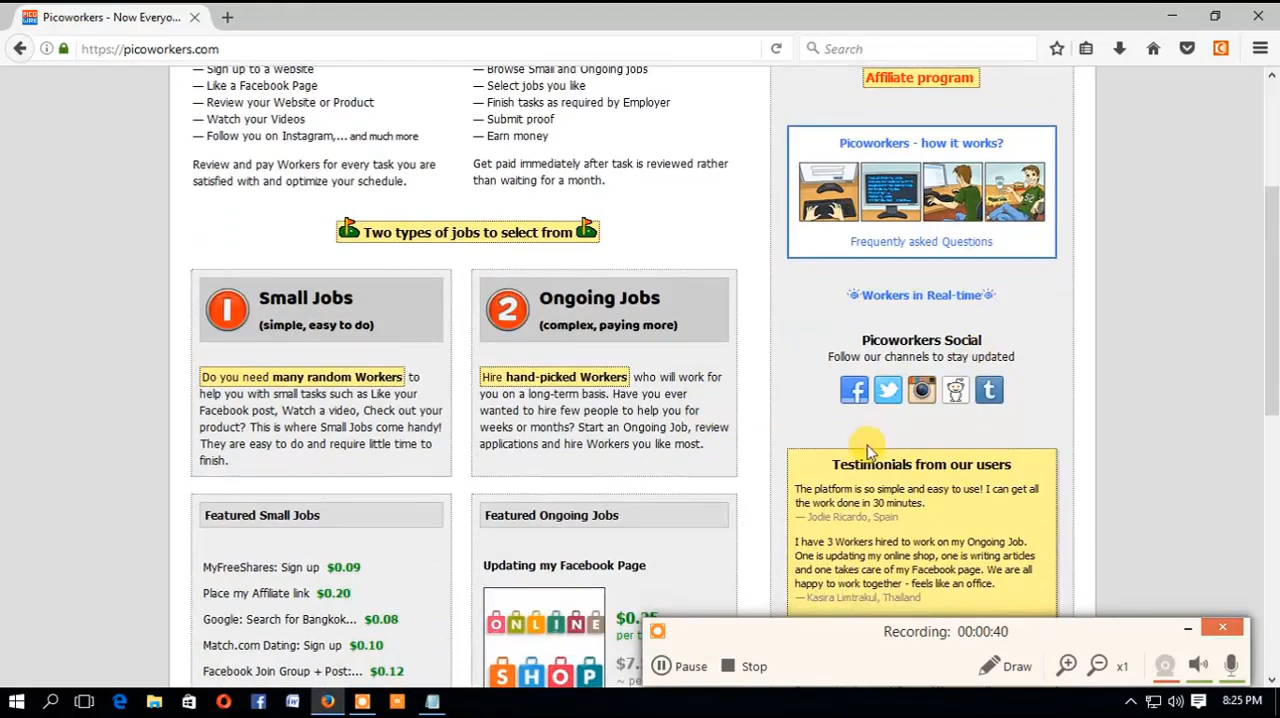 Picoworkers - Now Everyo...
https://picoworkers.com
Search
— Sign up to a website
— Like a Facebook Page
— Review your Website or Product
— Watch your Videos
— Follow you on Instagram,... and much more
Review and pay Workers for every task you are
satisfied with and optimize your schedule.
— Browse Small and Ongoing jobs
— Select jobs you like
— Finish tasks as required by Employer
— Submit proof
— Earn money
Get paid immediately after task is reviewed rather
than waiting for a month.
Two types of jobs to select from
1
Small Jobs
(simple, easy to do)
Do you need many random Workers to
help you with small tasks such as Like your
Facebook post, Watch a video, Check out your
product? This is where Small Jobs come handy!
They are easy to do and require little time to
finish.
2
Ongoing Jobs
(complex, paying more)
Hire hand-picked Workers who will work for
you on a long-term basis. Have you ever
wanted to hire few people to help you for
weeks or months? Start an Ongoing Job, review
applications and hire Workers you like most.
Featured Small Jobs
MyFreeShares: Sign up $0.09
Place my Affiliate link $0.20
Google: Search for Bangkok... $0.08
Match.com Dating: Sign up $0.10
Facebook Join Group + Post:... $0.12
Featured Ongoing Jobs
Updating my Facebook Page
ONLINE
SHOP
$0.25
per t
$7.
Affiliate program
Picoworkers - how it works?
Frequently asked Questions
Workers in Real-time
Picoworkers Social
Follow our channels to stay updated
Testimonials from our users
The platform is so simple and easy to use! I can get all
the work done in 30 minutes.
— Jodie Ricardo, Spain
I have 3 Workers hired to work on my Ongoing Job.
One is updating my online shop, one is writing articles
and one takes care of my Facebook page. We are all
happy to work together - feels like an office.
— Kasira Limtrakul, Thailand
Recording: 00:00:40
Pause
Stop
Draw
x1
8:25 PM